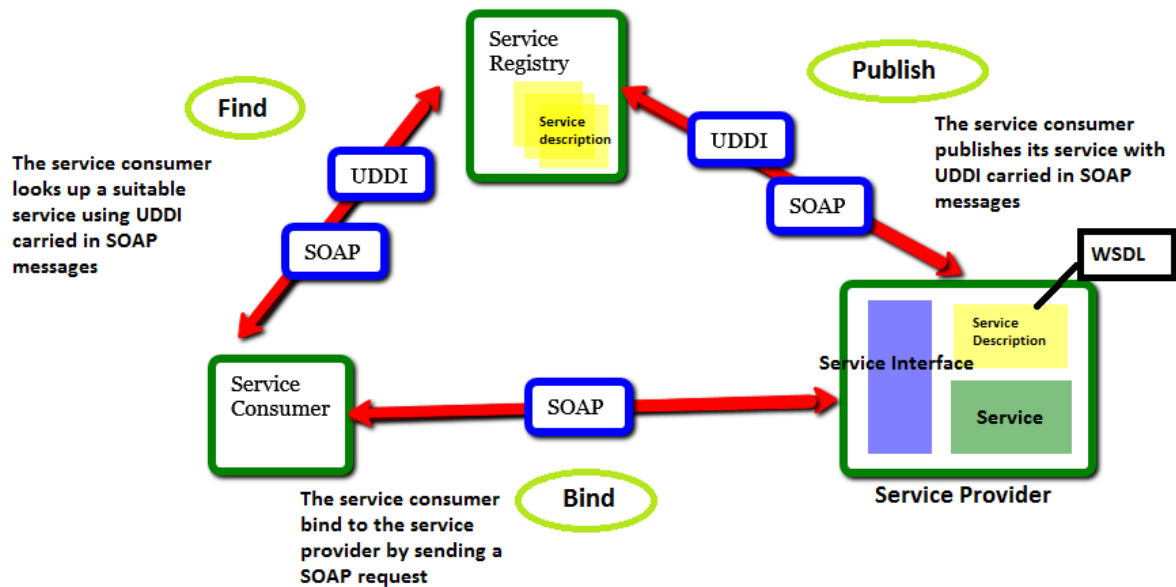 Service
Registry
Service
description
Find
Publish
The service consumer
looks up a suitable
service using UDDI
carried in SOAP
messages
UDDI
SOAP
UDDI
SOAP
The service consumer
publishes its service with
UDDI carried in SOAP
messages
WSDL
Service
Description
Service Interface
Service
Service Provider
Service
Consumer
SOAP
Bind
The service consumer
bind to the service
provider by sending a
SOAP request